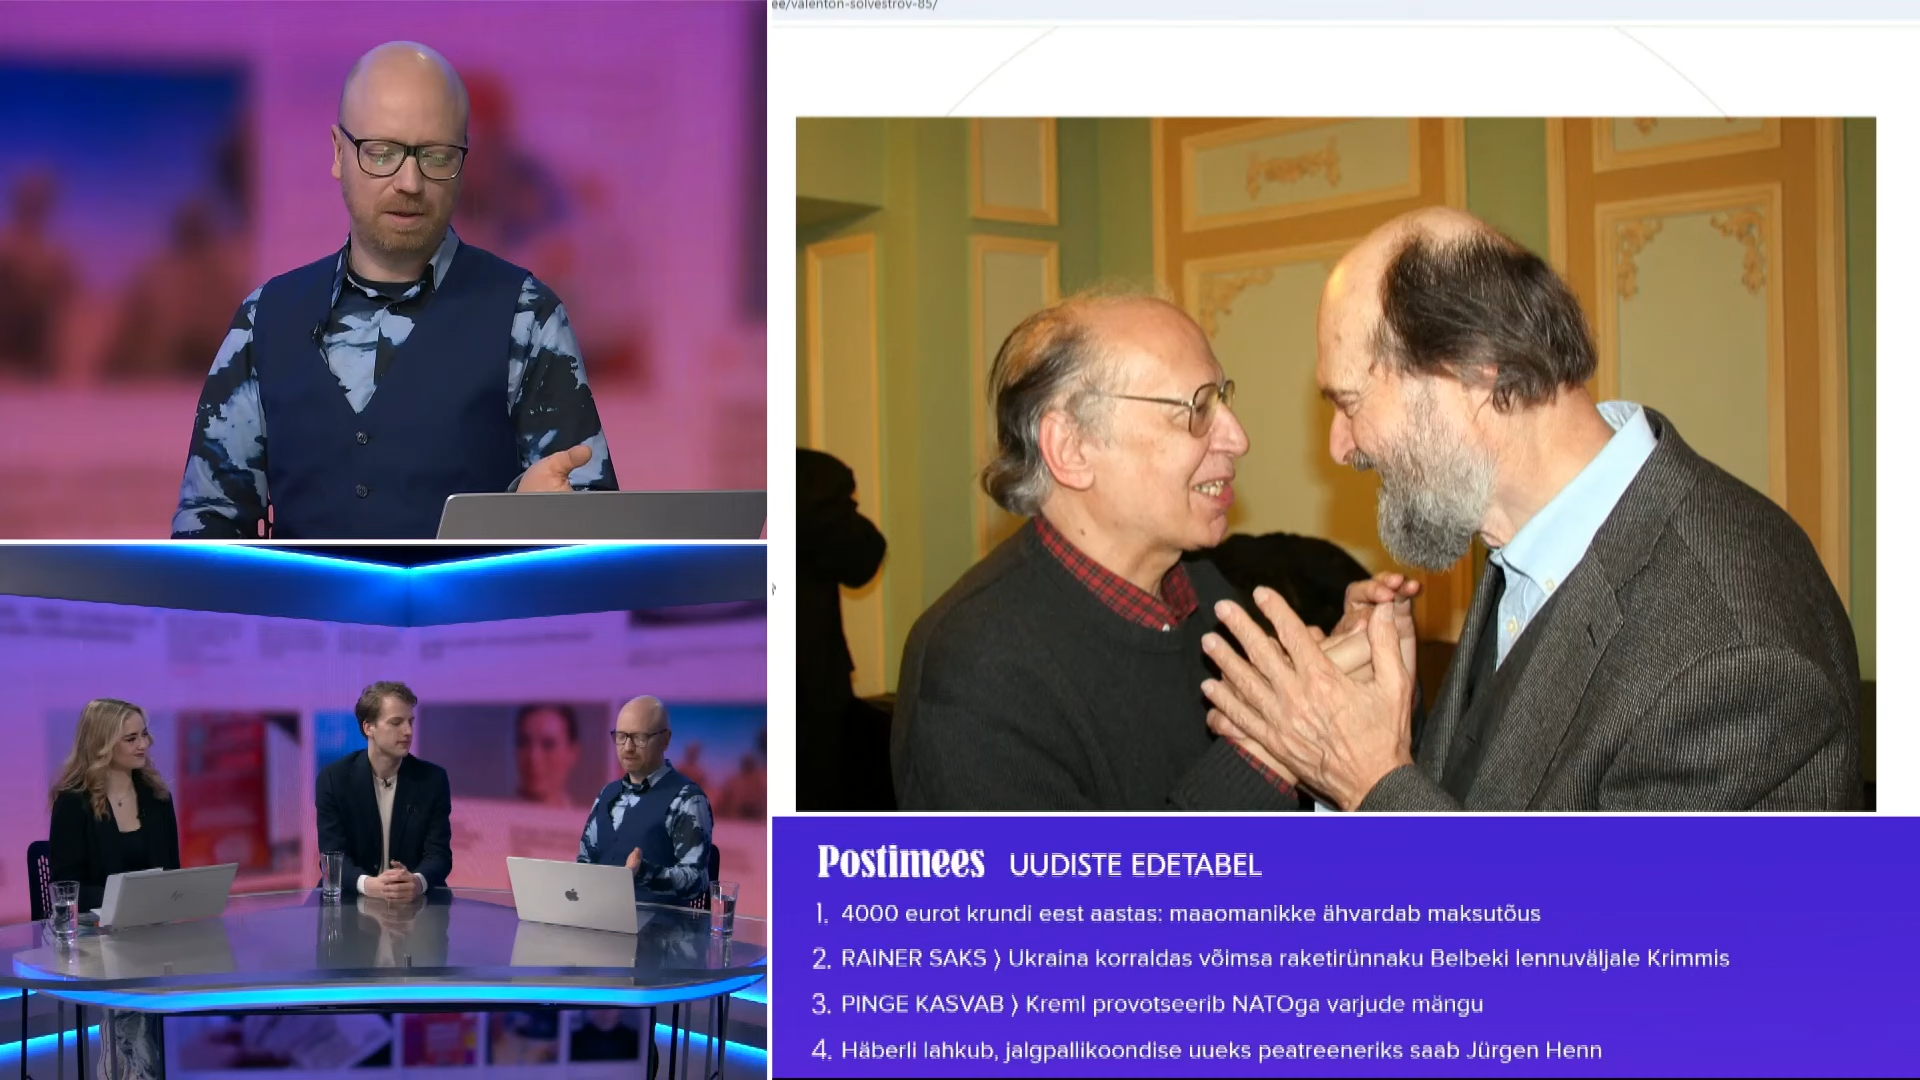 ee/valenton-solvestrov-85/
Postimees UUDISTE EDETABEL
1. 4000 eurot krundi eest aastas: maaomanikke ähvardab maksutõus
2. RAINER SAKS ⟩ Ukraina korraldas võimsa raketirünnaku Belbeki lennuväljale Krimmis
3. PINGE KASVAB ⟩ Kreml provotseerib NATOga varjude mängu
4. Häberli lahkub, jalgpallikoondise uueks peatreeneriks saab Jürgen Henn